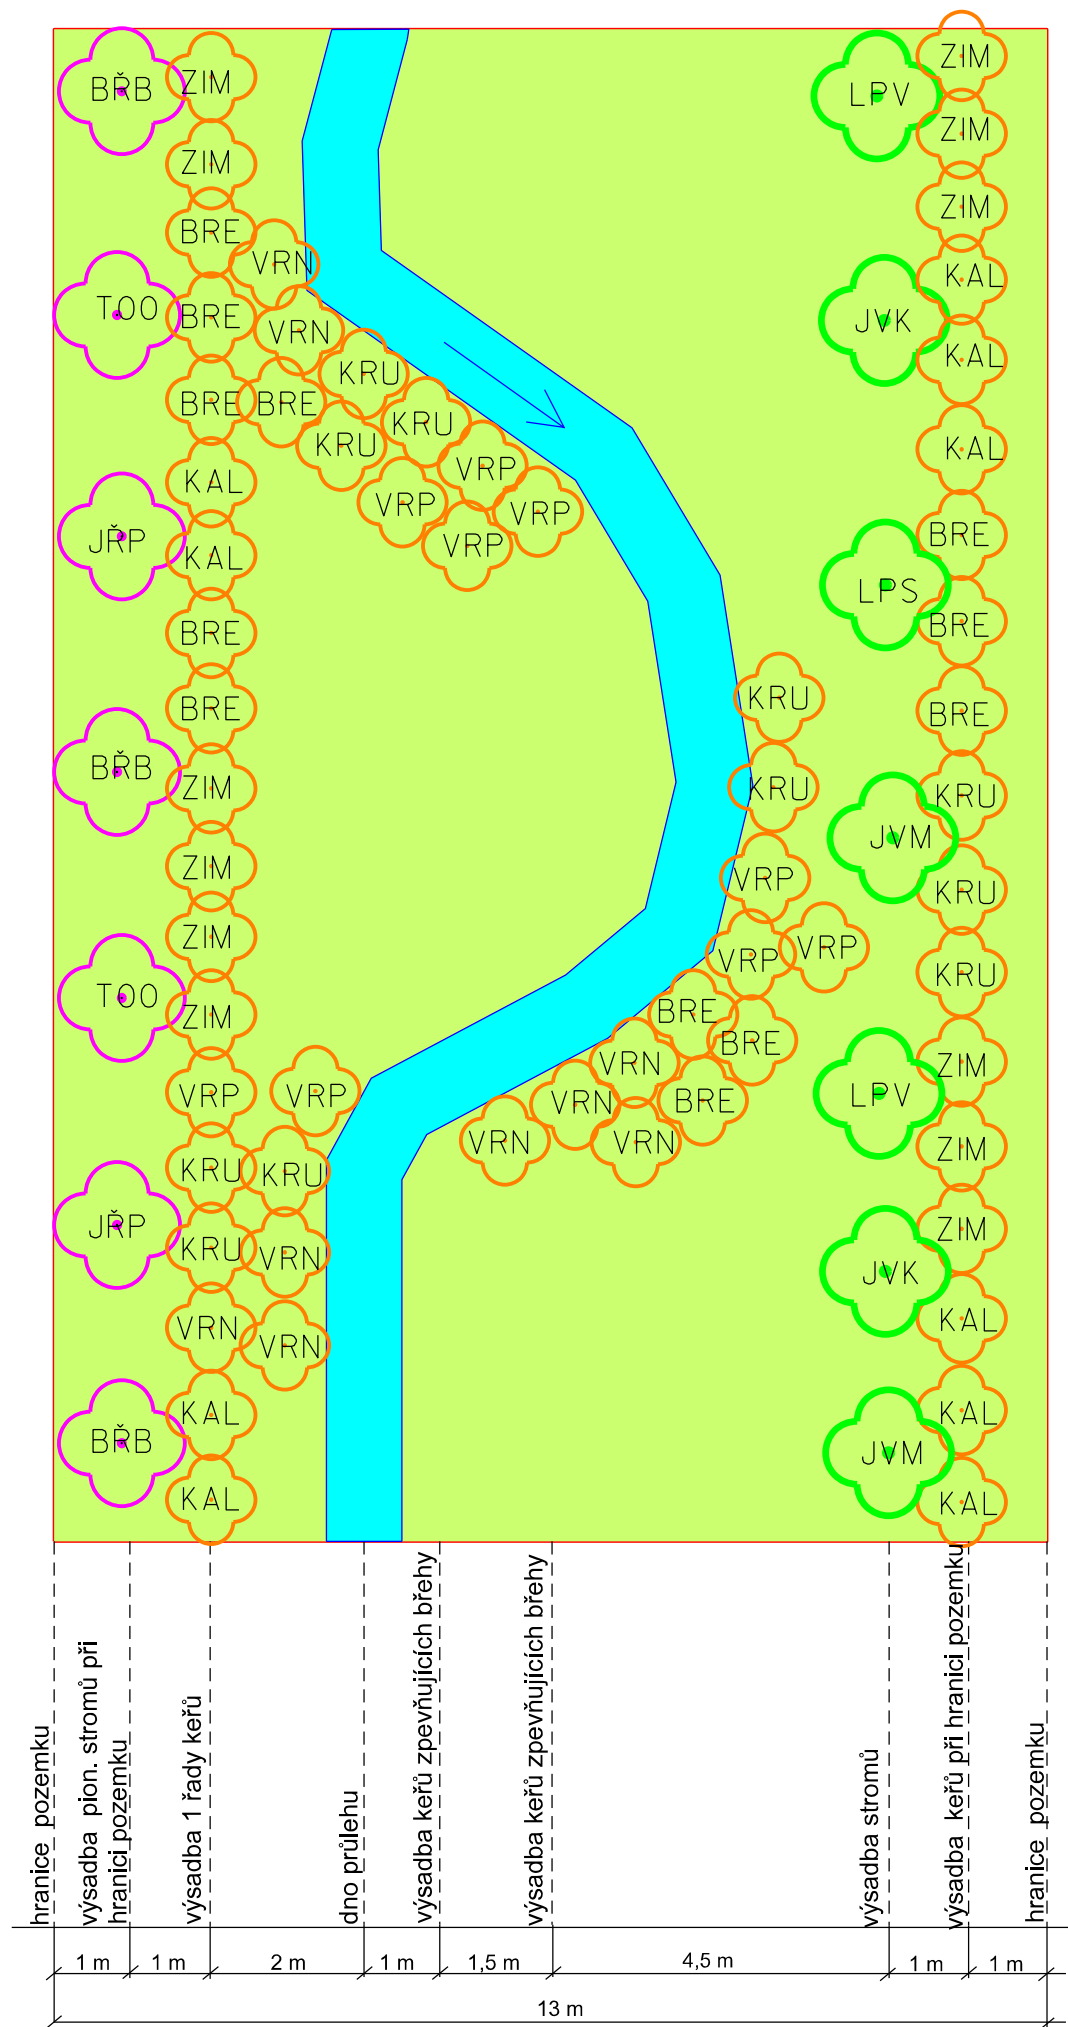 BŘB
TOO
JŘP
BŘB
TOO
JŘP
BŘB
ZIM
ZIM
BRE
BRE
BRE
KAL
KAL
BRE
BRE
ZIM
ZIM
ZIM
ZIM
VRP
KRU
KRU
VRN
KAL
KAL
VRN
VRN
KRU
BRE
KRU
KRU
VRP
VRP
VRP
VRP
VRP
KRU
VRN
VRN
KRU
KRU
VRP
VRP
VRP
BRE
BRE
VRN
VRN
BRE
VRN
VRN
LPV
JVK
LPS
JVM
LPV
JVK
JVM
ZIM
ZIM
ZIM
KAL
KAL
KAL
BRE
BRE
BRE
KRU
KRU
KRU
ZIM
ZIM
ZIM
KAL
KAL
KAL
hranice pozemku
výsadba pion. stromů při
hranici pozemku
výsadba 1 řady keřů
dno průlehu
výsadba keřů zpevňujících břehy
výsadba keřů zpevňujících břehy
výsadba stromů
výsadba keřů při hranici pozemku
hranice pozemku
1 m
1 m
2 m
1 m
1,5 m
4,5 m
1 m
1 m
13 m